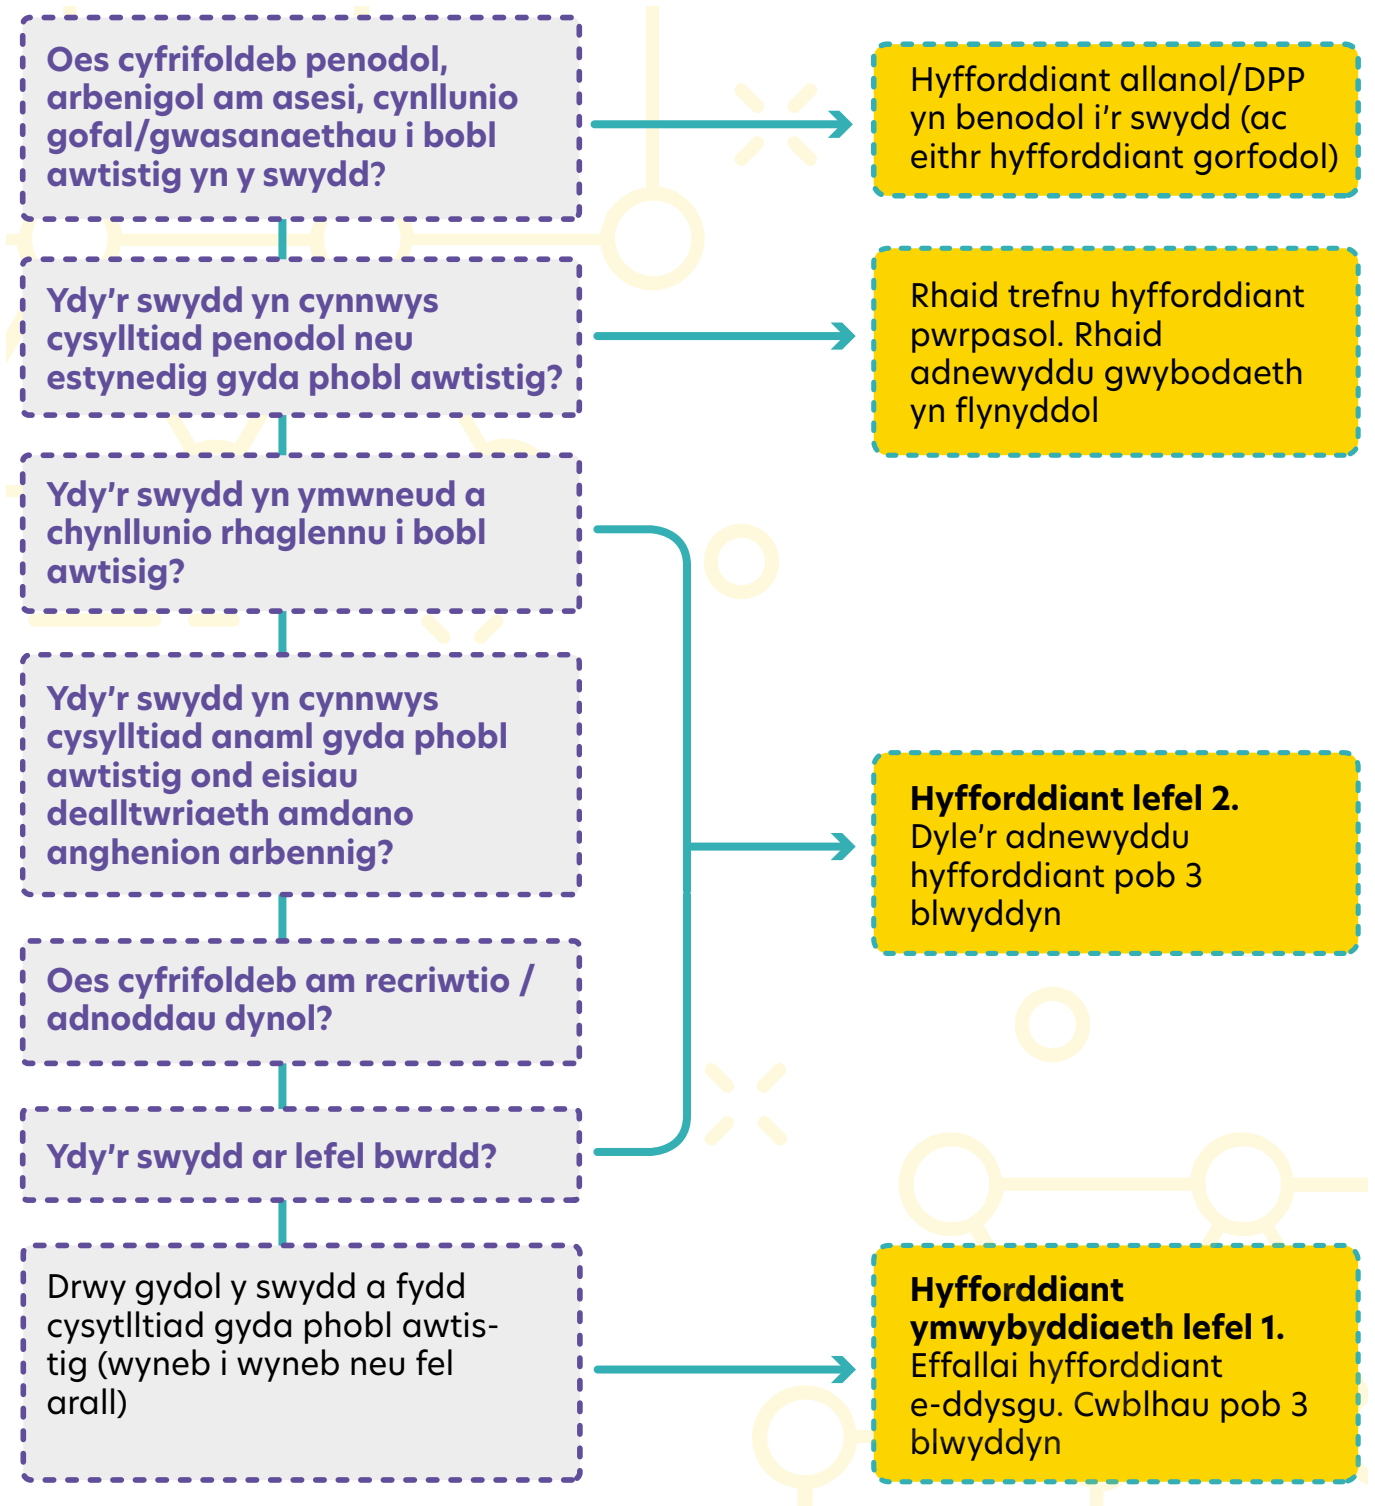 Oes cyfrifoldeb penodol,
arbenigol am asesi, cynllunio
gofal/gwasanaethau i bobl
awtistig yn y swydd?
Hyfforddiant allanol/DPP
yn benodol i'r swydd (ac
eithr hyfforddiant gorfodol)
Ydy'r swydd yn cynnwys
cysylltiad penodol neu
estynedig gyda phobl awtistig?
Rhaid trefnu hyfforddiant
pwrpasol. Rhaid
adnewyddu gwybodaeth
yn flynyddol
Ydy'r swydd yn ymwneud a
chynllunio rhaglennu i bobl
awtisig?
Ydy'r swydd yn cynnwys
cysylltiad anaml gyda phobl
awtistig ond eisiau
dealltwriaeth amdano
anghenion arbennig?
Hyfforddiant lefel 2.
Dyle'r adnewyddu
hyfforddiant pob 3
blwyddyn
Oes cyfrifoldeb am recriwtio /
adnoddau dynol?
Ydy'r swydd ar lefel bwrdd?
Drwy gydol y swydd a fydd
cysytlltiad gyda phobl awtis-
tig (wyneb i wyneb neu fel
arall)
Hyfforddiant
ymwybyddiaeth lefel 1.
Effallai hyfforddiant
e-ddysgu. Cwblhau pob 3
blwyddyn